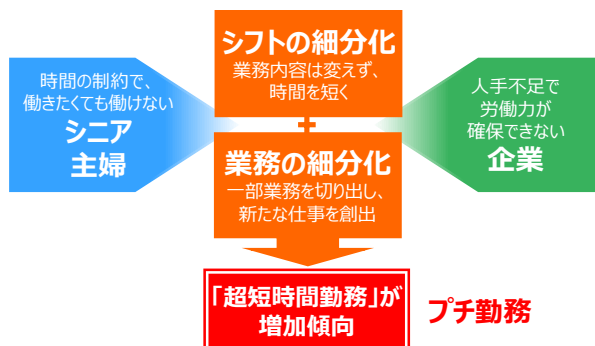 シフトの細分化
業務内容は変えず、
時間を短く
時間の制約で、
働きたくても働けない
シニア
主婦
人手不足で
労働力が
確保できない
企業
+
業務の細分化
一部業務を切り出し、
新たな仕事を創出
「超短時間勤務」が
増加傾向
プチ勤務